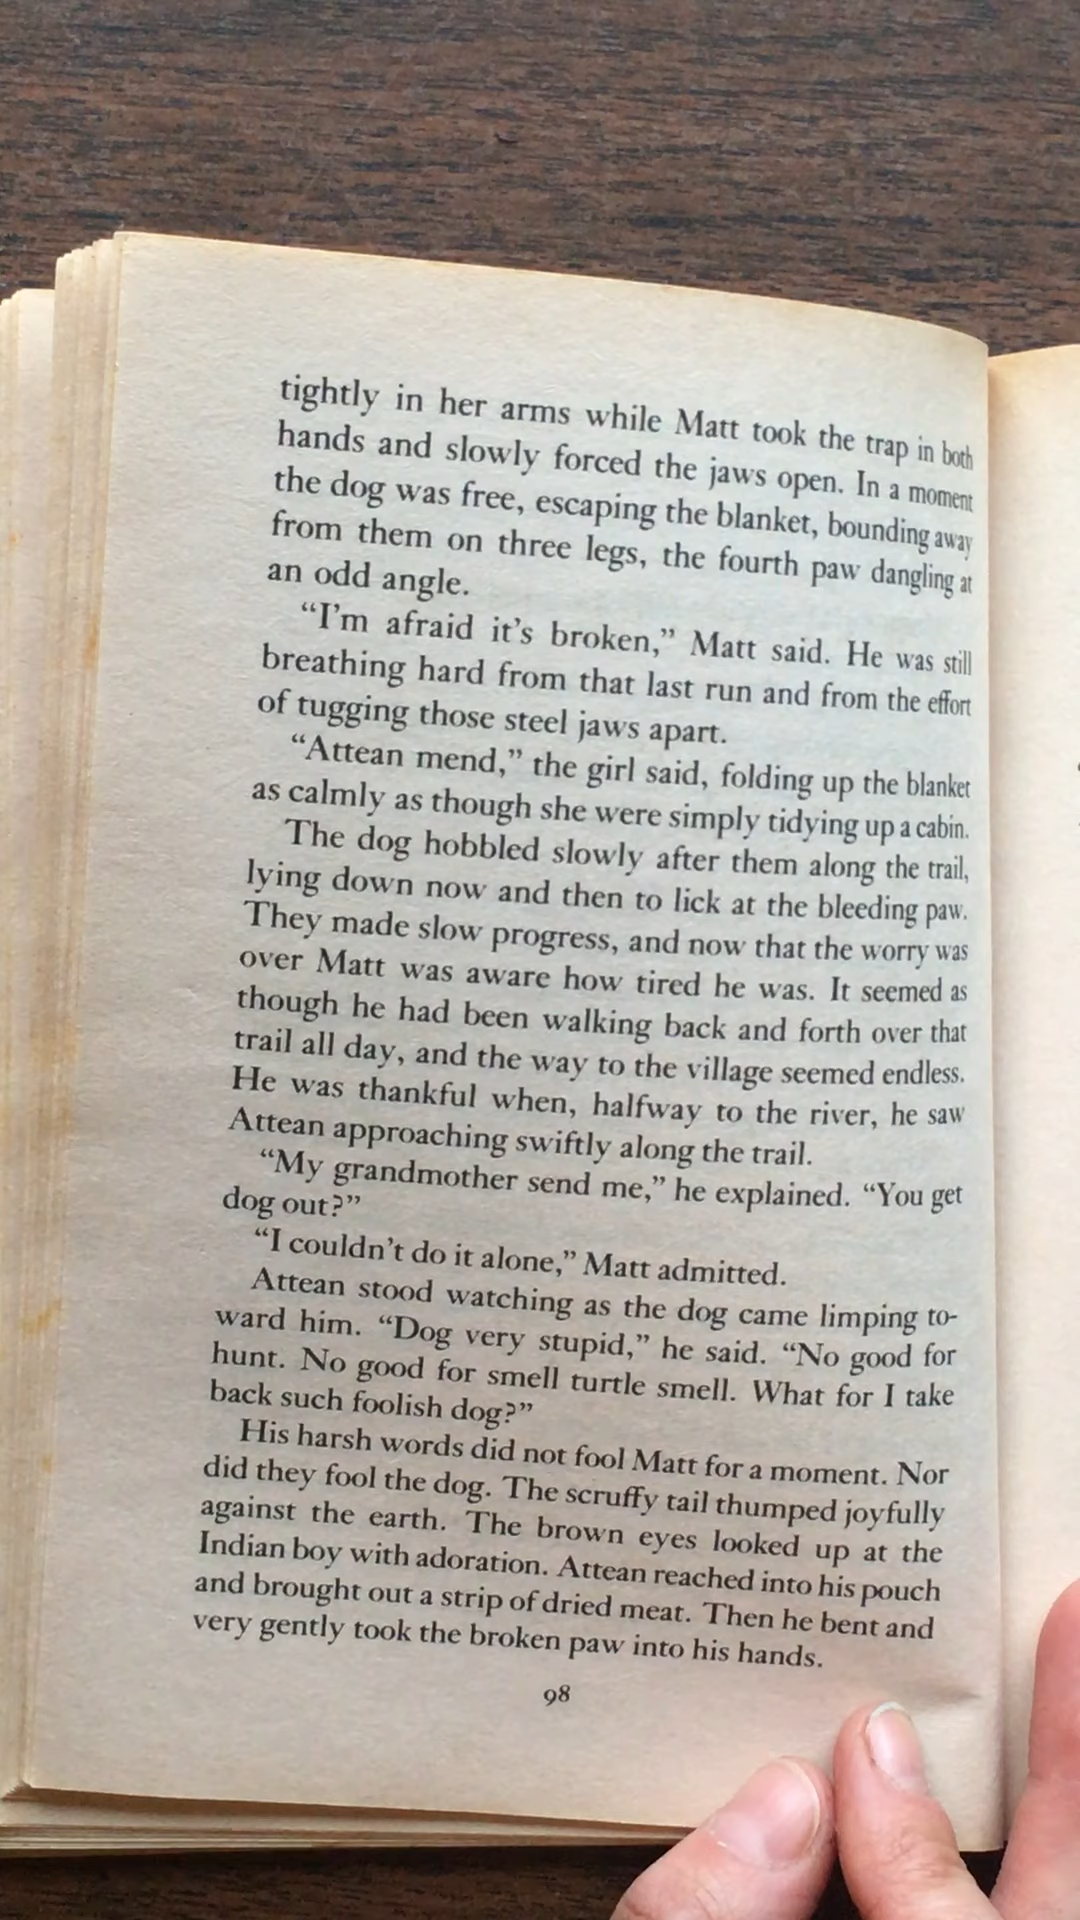 tightly in her arms while Matt took the trap in both
hands and slowly forced the jaws open. In a moment
the dog was free, escaping the blanket, bounding away
from them on three legs, the fourth paw dangling at
an odd angle.
“I’m afraid it’s broken,” Matt said. He was still
breathing hard from that last run and from the effort
of tugging those steel jaws apart.
“Attean mend,” the girl said, folding up the blanket
as calmly as though she were simply tidying up a cabin.
The dog hobbled slowly after them along the trail,
lying down now and then to lick at the bleeding paw.
They made slow progress, and now that the worry was
over Matt was aware how tired he was. It seemed as
though he had been walking back and forth over that
trail all day, and the way to the village seemed endless.
He was thankful when, halfway to the river, he saw
Attean approaching swiftly along the trail.
“My grandmother send me,” he explained. “You get
dog out?”
“I couldn’t do it alone,” Matt admitted.
Attean stood watching as the dog came limping to-
ward him. “Dog very stupid,” he said. “No good for
hunt. No good for smell turtle smell. What for I take
back such foolish dog?”
His harsh words did not fool Matt for a moment. Nor
did they fool the dog. The scruffy tail thumped joyfully
against the earth. The brown eyes looked up at the
Indian boy with adoration. Attean reached into his pouch
and brought out a strip of dried meat. Then he bent and
very gently took the broken paw into his hands.
98